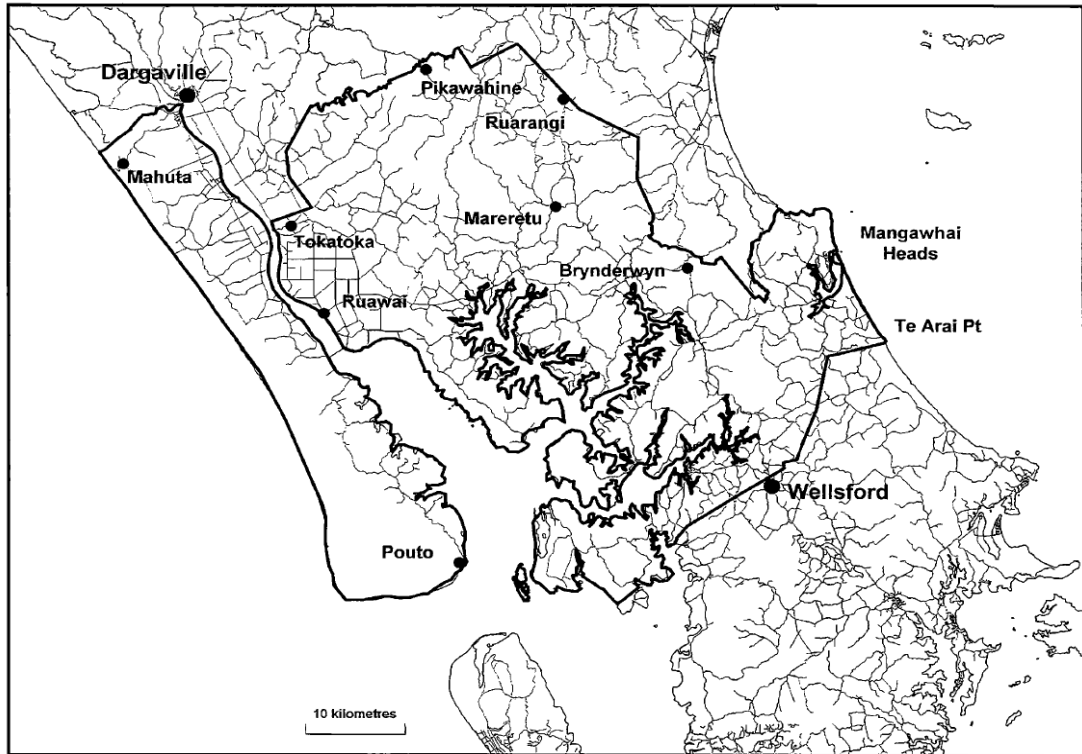 Dargaville
Pikawahine
Ruarangi
Mahuta
Mareretu
Tokatoka
Mangawhai
Heads
Brynderwyn
Ruawai
Te Arai Pt
Wellsford
Pouto
10 kilometres